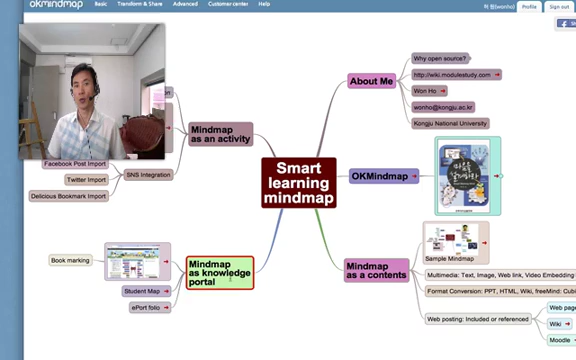 OKMINDMAP
Basic
Transform & Share
Advanced
Customer center
Help
(wonho)
Profile
Sign out
Smart
learning
mindmap
About Me
Why open source?
http://wiki.modulestudy.com
Won Ho
wonho@kongju.ac.kr
Kongju National University
OKMindmap
Mindmap
as a contents
Sample Mindmap
Multimedia: Text, Image, Web link, Video Embedding
Format Conversion: PPT, HTML, Wiki, freeMind: Cubi
Web posting: Included or referenced
Web page
Wiki
Moodle
Mindmap
as an activity
SNS Integration
Facebook Post Import
Twitter Import
Delicious Bookmark Import
Mindmap
as knowledge
portal
Book marking
Student Map
ePort folio